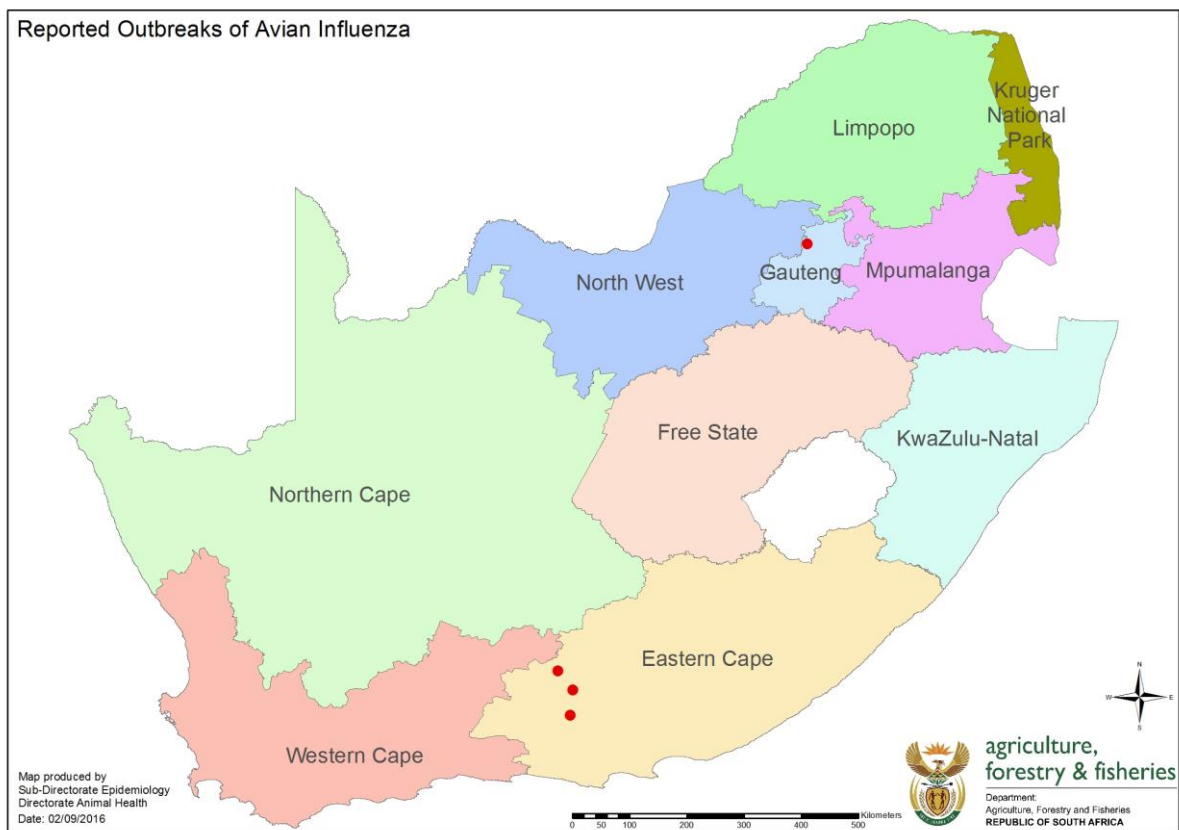 Reported Outbreaks of Avian Influenza
Kruger
National
Park
Limpopo
North West
Gauteng
Mpumalanga
Free State
KwaZulu-Natal
Northern Cape
Eastern Cape
Western Cape
N
W
E
S
Map produced by
Sub-Directorate Epidemiology
Directorate Animal Health
Date: 02/09/2016
Kilometers
0 50 100 200 300 400 500
agriculture,
forestry & fisheries
Department:
Agriculture, Forestry and Fisheries
REPUBLIC OF SOUTH AFRICA